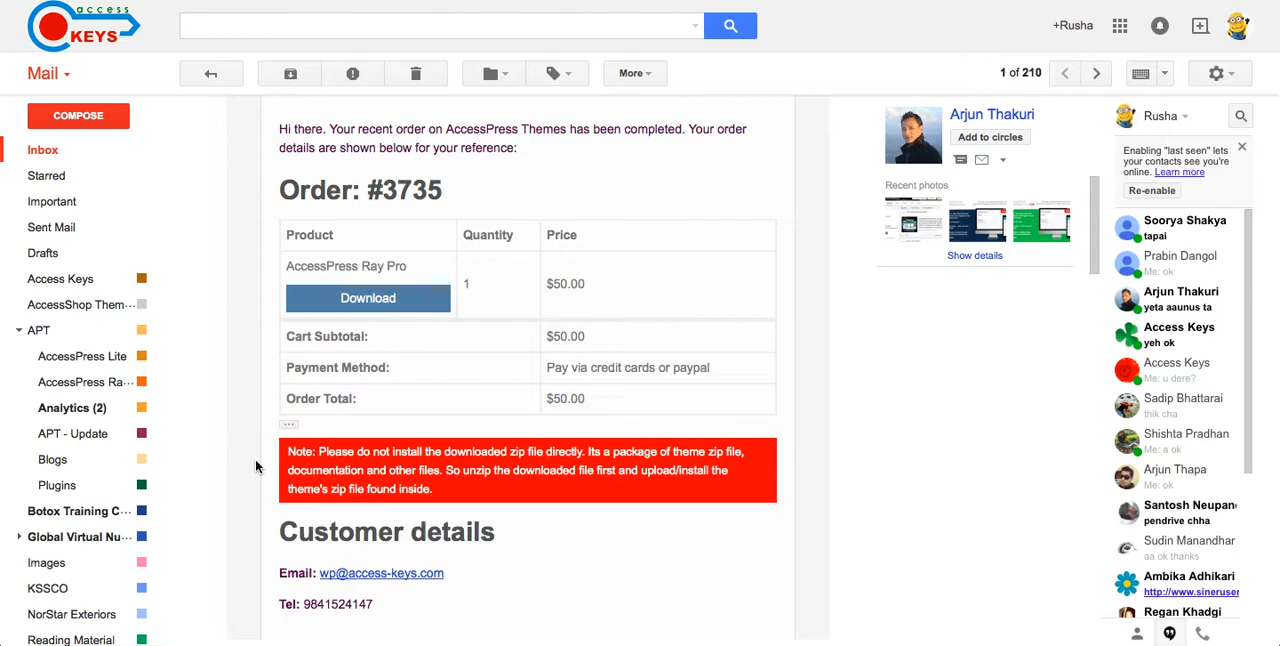 access
KEYS
+Rusha
Mail
More
1 of 210
COMPOSE
Inbox
Starred
Important
Sent Mail
Drafts
Access Keys
AccessShop Them...
APT
AccessPress Lite
AccessPress Ra...
Analytics (2)
APT - Update
Blogs
Plugins
Botox Training C...
Global Virtual Nu...
Images
KSSCO
NorStar Exteriors
Reading Material
Hi there. Your recent order on AccessPress Themes has been completed. Your order
details are shown below for your reference:
Order: #3735
Product Quantity Price
AccessPress Ray Pro
Download
1 $50.00
Cart Subtotal: $50.00
Payment Method: Pay via credit cards or paypal
Order Total: $50.00
...
Note: Please do not install the downloaded zip file directly. Its a package of theme zip file,
documentation and other files. So unzip the downloaded file first and upload/install the
theme's zip file found inside.
Customer details
Email: wp@access-keys.com
Tel: 9841524147
Arjun Thakuri
Add to circles
Recent photos
Show details
Rusha
Enabling "last seen" lets
your contacts see you're
online. Learn more
Re-enable
Soorya Shakya
tapai
Prabin Dangol
Me: ok
Arjun Thakuri
yeta aaunus ta
Access Keys
yeh ok
Access Keys
Me: u dere?
Sadip Bhattarai
thik cha
Shishta Pradhan
Me: a ok
Arjun Thapa
Me: ok
Santosh Neupan
pendrive chha
Sudin Manandhar
aa ok thanks
Ambika Adhikari
http://www.sineruser
Regan Khadgi